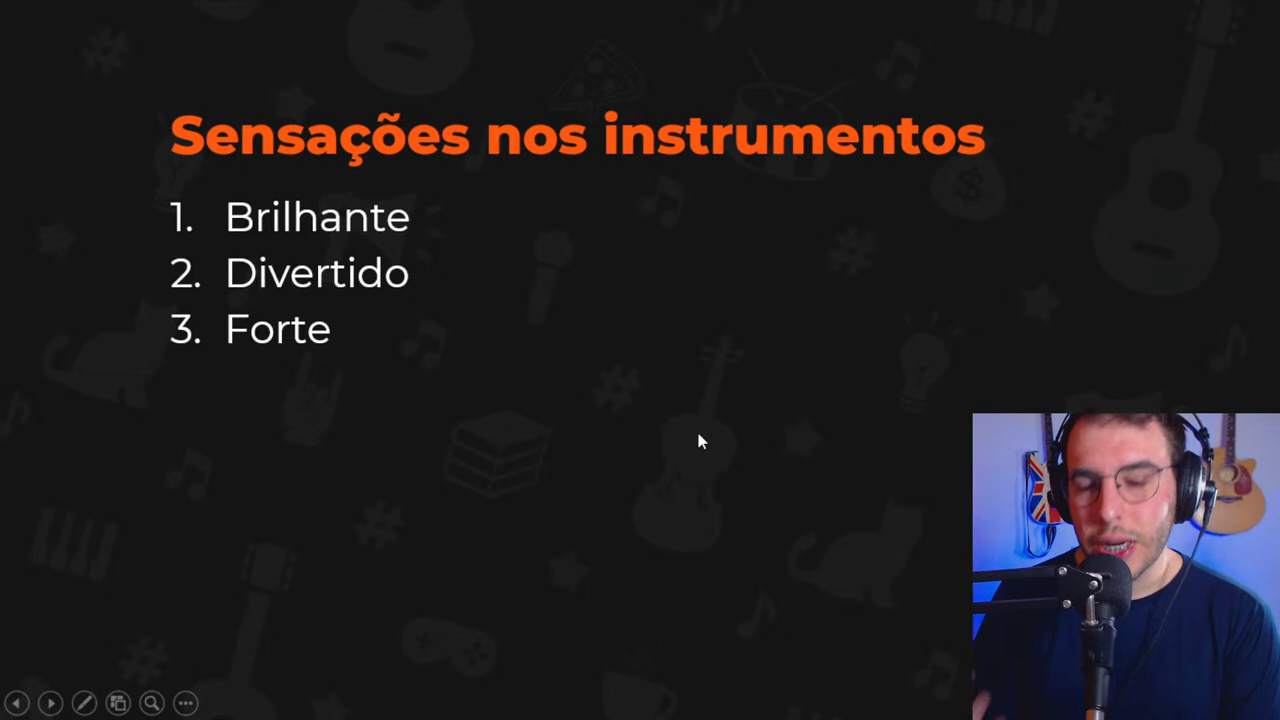 Sensações nos instrumentos
1. Brilhante
2. Divertido
3. Forte